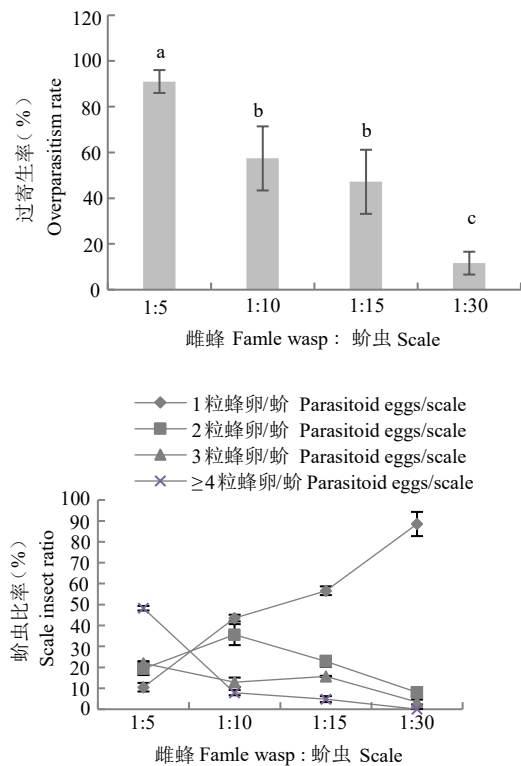 120
100
80
60
40
20
0
过寄生率(%)
Overparasitism rate
a
b
b
c
1:5 1:10 1:15 1:30
雌蜂 Famle wasp : 蚧虫 Scale
1粒蜂卵/蚧 Parasitoid eggs/scale
2粒蜂卵/蚧 Parasitoid eggs/scale
3粒蜂卵/蚧 Parasitoid eggs/scale
≥4粒蜂卵/蚧 Parasitoid eggs/scale
100
90
80
70
60
50
40
30
20
10
0
蚧虫比率(%)
Scale insect ratio
1:5 1:10 1:15 1:30
雌蜂 Famle wasp : 蚧虫 Scale